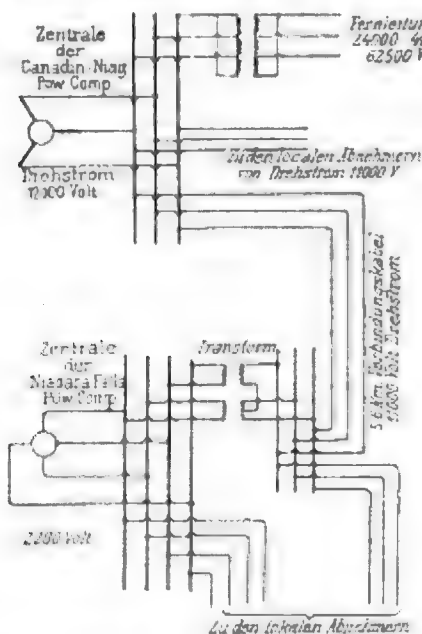 Zentrale
der
Canadin-Niag
Pow Comp
Fernleitung
24000
62500 V
Drehstrom
11000 Volt
Zu den localen Abnehmern
von Drehstrom 11000 V
5,6 km. Verbindungskabel
11000 Volt Drehstrom
Zentrale
der
Niagara Falls
Pow Comp
Transform.
2200 Volt
Zu den lokalen Abnehmern